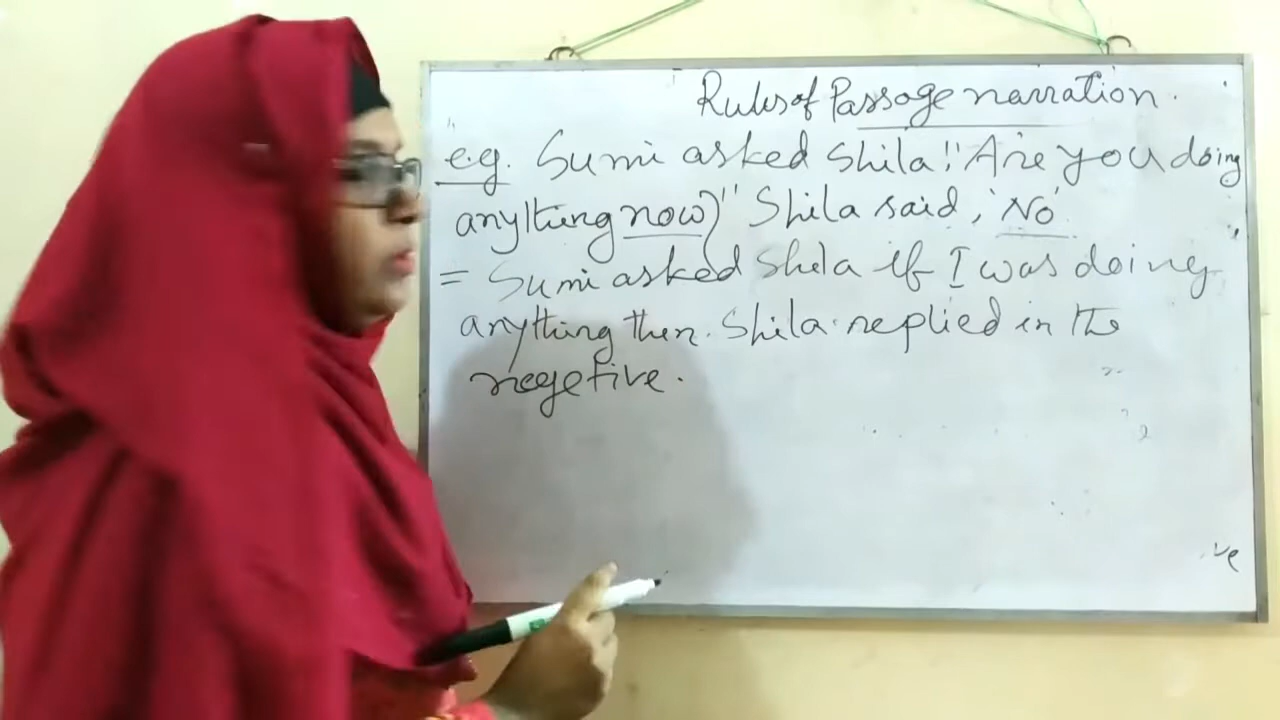 Rules of Passage narration.
e.g. Sumi asked Shila," Are you doing
anything now?" Shila said, 'No'
= Sumi asked Shila if I was doing
anything then. Shila replied in the
negetive.
ve